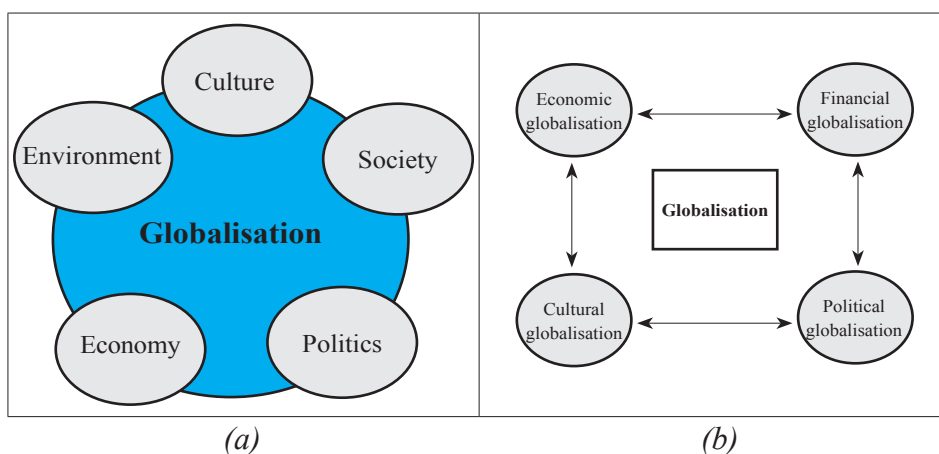 Culture
Environment
Society
Globalisation
Economy
Politics
(a)
Economic
globalisation
Financial
globalisation
Globalisation
Cultural
globalisation
Political
globalisation
(b)